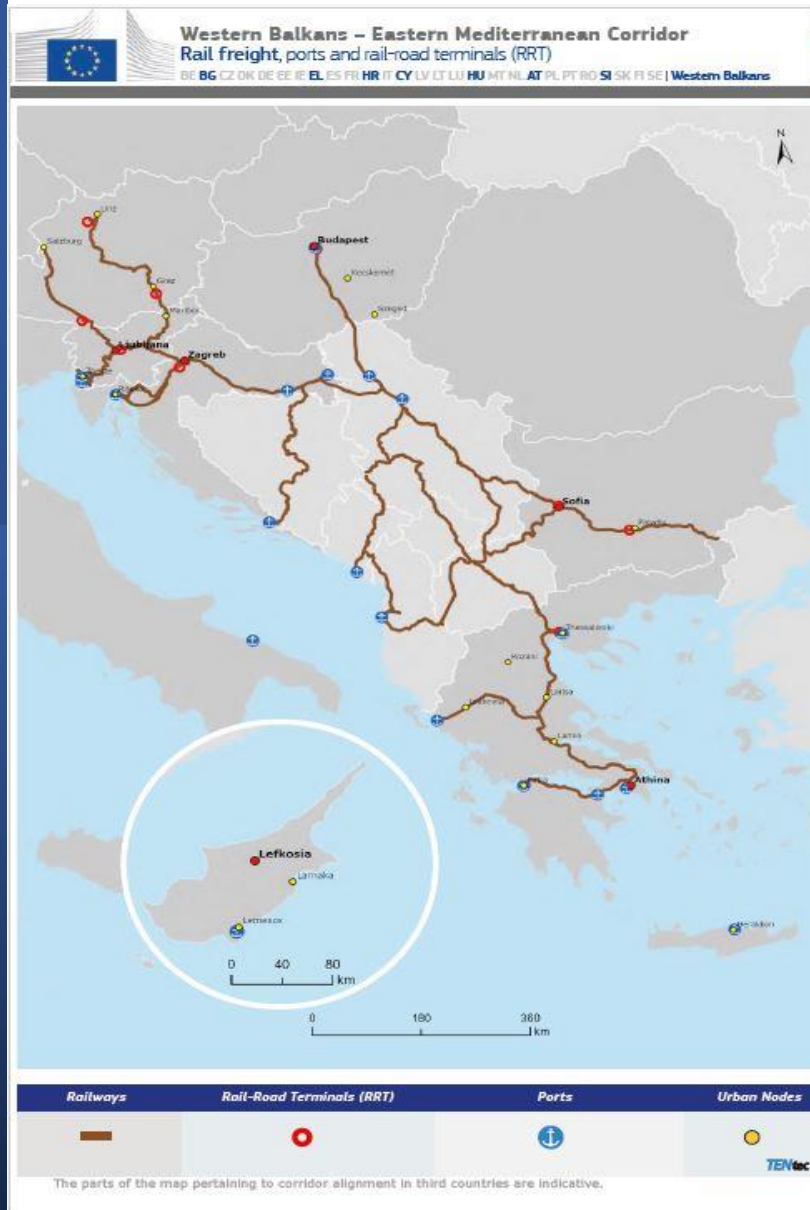 Western Balkans – Eastern Mediterranean Corridor
Rail freight, ports and rail-road terminals (RRT)
BE BG CZ DK DE EE IE EL ES FR HR IT CY LV LT LU HU MT NL AT PL PT RO SI SK FI SE | Western Balkans
N
Linz
Salzburg
Budapest
Kecskemét
Graz
Szeged
Maribor
Ljubljana
Zagreb
Sofia
Thessaloniki
Kozani
Larisa
Ioannina
Lamia
Athina
Lefkosia
Larnaka
Lemesos
Heraklion
0 40 80
km
0 180 360
km
Railways Rail-Road Terminals (RRT) Ports Urban Nodes
TENtec
The parts of the map pertaining to corridor alignment in third countries are indicative.